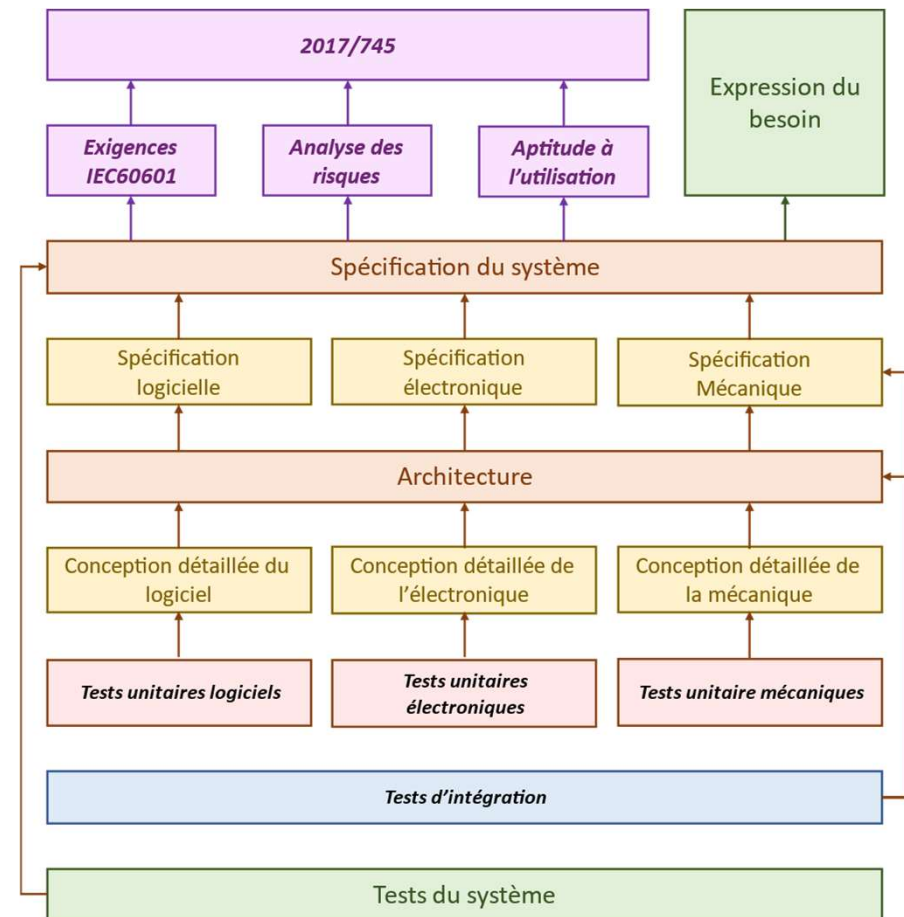 2017/745
Expression du
besoin
Exigences
IEC60601
Analyse des
risques
Aptitude à
l'utilisation
Spécification du système
Spécification
logicielle
Spécification
électronique
Spécification
Mécanique
Architecture
Conception détaillée du
logiciel
Conception détaillée de
l'électronique
Conception détaillée de
la mécanique
Tests unitaires logiciels
Tests unitaires
électroniques
Tests unitaire mécaniques
Tests d'intégration
Tests du système